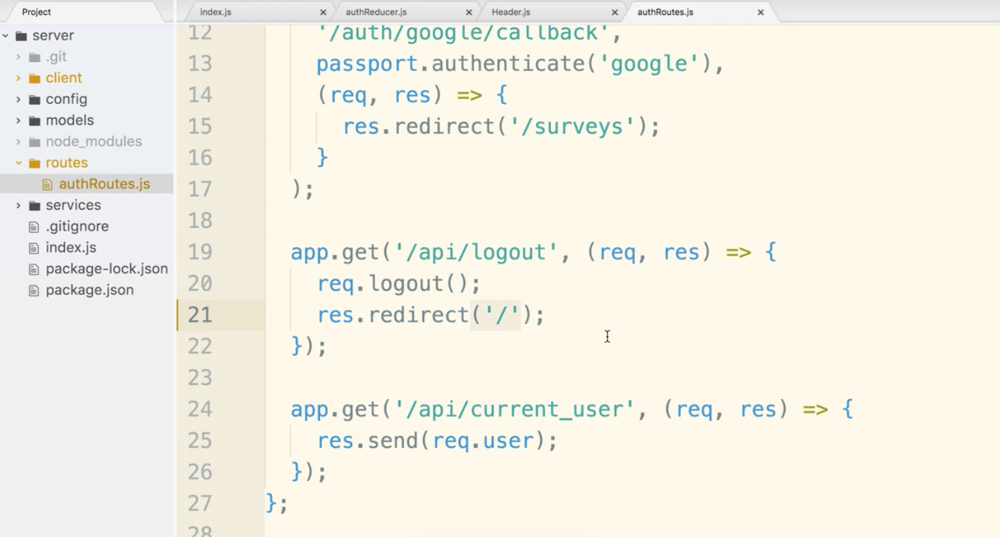 Project
index.js
authReducer.js
Header.js
authRoutes.js
server
.git
client
config
models
node_modules
routes
authRoutes.js
services
.gitignore
index.js
package-lock.json
package.json
12 '/auth/google/callback',
13 passport.authenticate('google'),
14 (req, res) => {
15 res.redirect('/surveys');
16 }
17 );
18
19 app.get('/api/logout', (req, res) => {
20 req.logout();
21 res.redirect('/');
22 });
23
24 app.get('/api/current_user', (req, res) => {
25 res.send(req.user);
26 });
27 };
28